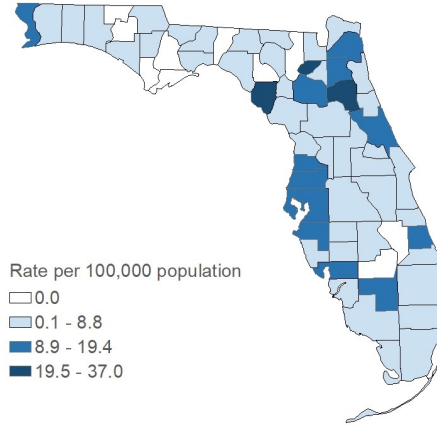 Rate per 100,000 population
0.0
0.1 - 8.8
8.9 - 19.4
19.5 - 37.0